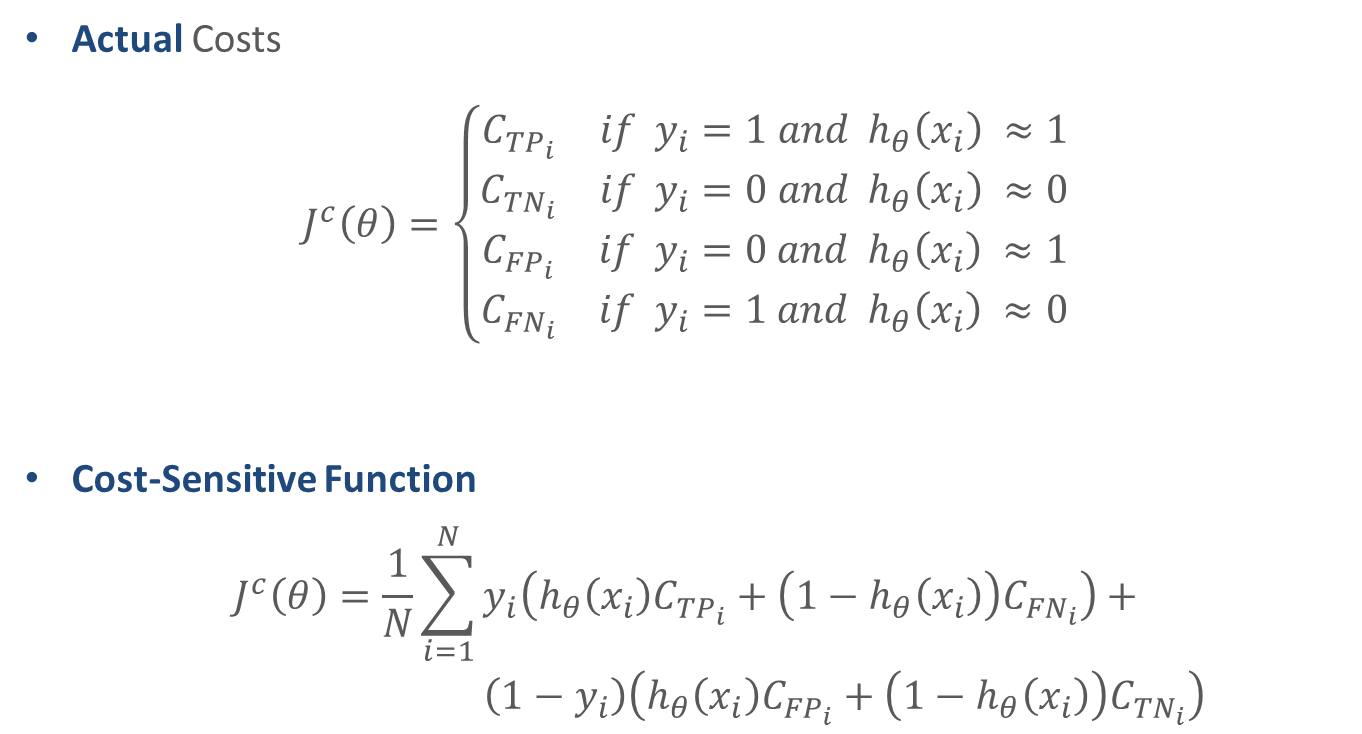 • Actual Costs
J^c(θ) = { C_{TP_i} if y_i = 1 and h_θ(x_i) ≈ 1
C_{TN_i} if y_i = 0 and h_θ(x_i) ≈ 0
C_{FP_i} if y_i = 0 and h_θ(x_i) ≈ 1
C_{FN_i} if y_i = 1 and h_θ(x_i) ≈ 0
• Cost-Sensitive Function
J^c(θ) = \frac{1}{N} \sum_{i=1}^{N} y_i(h_θ(x_i)C_{TP_i} + (1 − h_θ(x_i))C_{FN_i}) +
(1 − y_i)(h_θ(x_i)C_{FP_i} + (1 − h_θ(x_i))C_{TN_i})